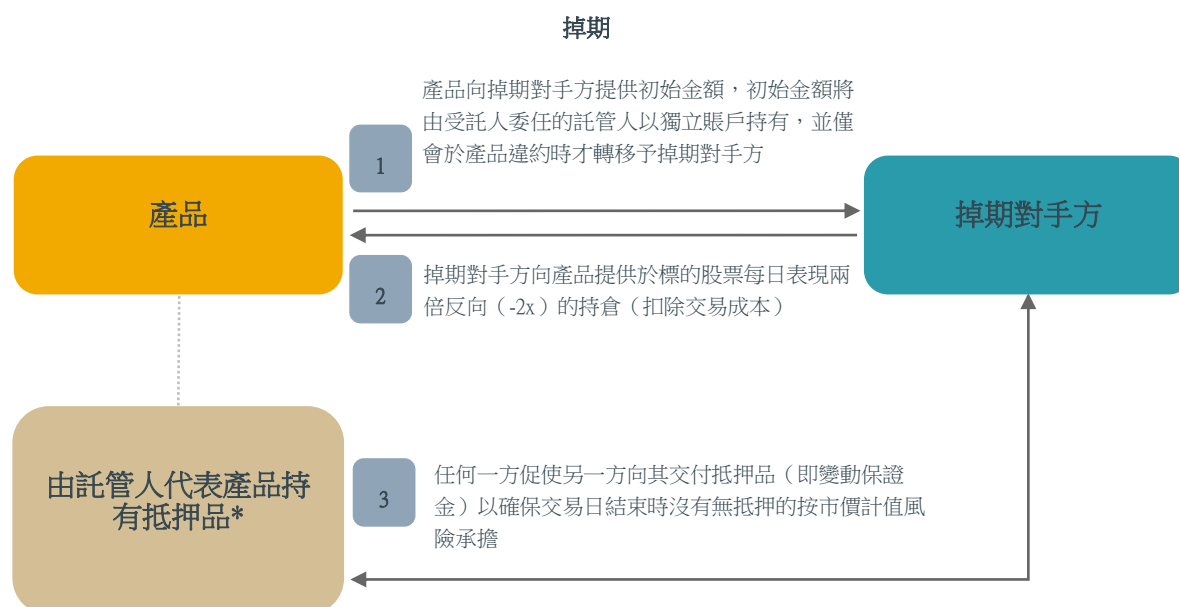 掉期
產品向掉期對手方提供初始金額，初始金額將
由受託人委任的託管人以獨立賬戶持有，並僅
會於產品違約時才轉移予掉期對手方
1
產品
掉期對手方
2
掉期對手方向產品提供於標的股票每日表現兩
倍反向（-2x）的持倉（扣除交易成本）
由託管人代表產品持
有抵押品*
3
任何一方促使另一方向其交付抵押品（即變動保證
金）以確保交易日結束時沒有無抵押的按市價計值風
險承擔